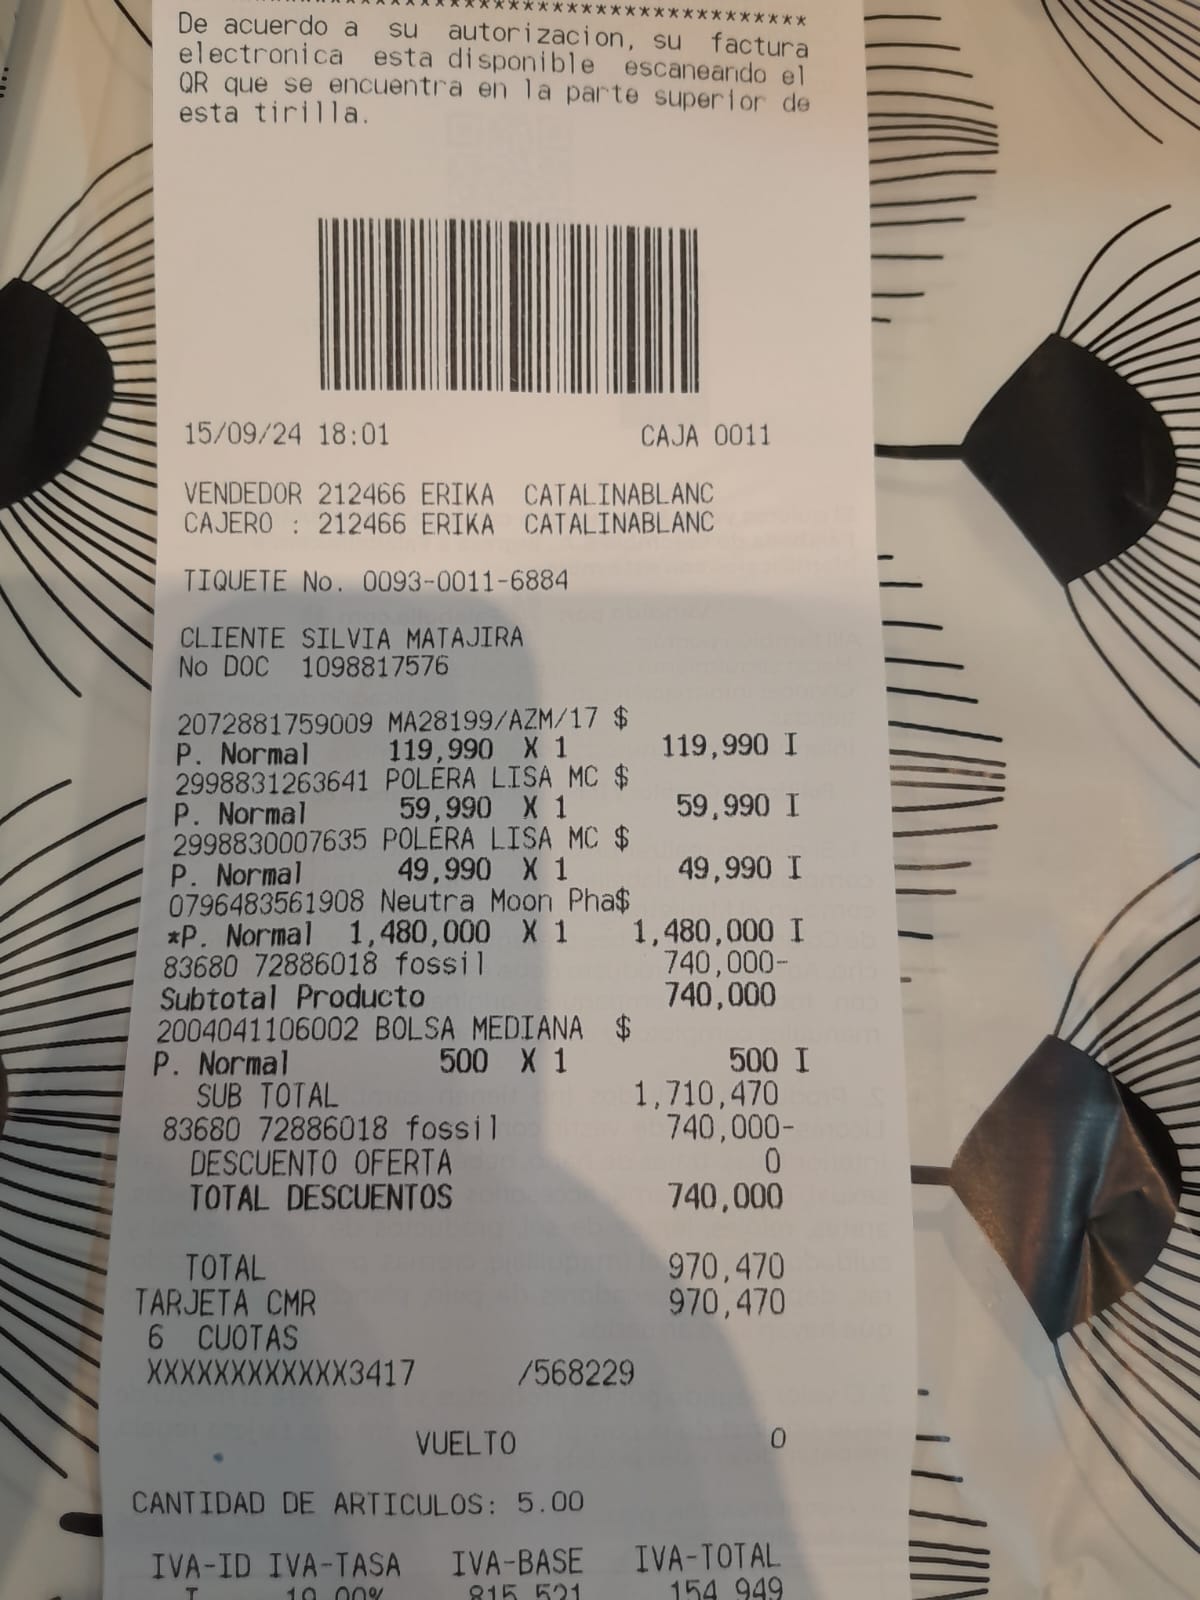 *******************************************
De acuerdo a su autorizacion, su factura
electronica esta disponible escaneando el
QR que se encuentra en la parte superior de
esta tirilla.
15/09/24 18:01 CAJA 0011
VENDEDOR 212466 ERIKA CATALINABLANC
CAJERO : 212466 ERIKA CATALINABLANC
TIQUETE No. 0093-0011-6884
CLIENTE SILVIA MATAJIRA
No DOC 1098817576
2072881759009 MA28199/AZM/17 $
P. Normal 119,990 X 1 119,990 I
2998831263641 POLERA LISA MC $
P. Normal 59,990 X 1 59,990 I
2998830007635 POLERA LISA MC $
P. Normal 49,990 X 1 49,990 I
0796483561908 Neutra Moon Pha$
*P. Normal 1,480,000 X 1 1,480,000 I
83680 72886018 fossil 740,000-
Subtotal Producto 740,000
2004041106002 BOLSA MEDIANA $
P. Normal 500 X 1 500 I
SUB TOTAL 1,710,470
83680 72886018 fossil 740,000-
DESCUENTO OFERTA 0
TOTAL DESCUENTOS 740,000
TOTAL 970,470
TARJETA CMR 970,470
6 CUOTAS
XXXXXXXXXXXX3417 /568229
VUELTO 0
CANTIDAD DE ARTICULOS: 5.00
IVA-ID IVA-TASA IVA-BASE IVA-TOTAL
I 19.00% 815,521 154,949